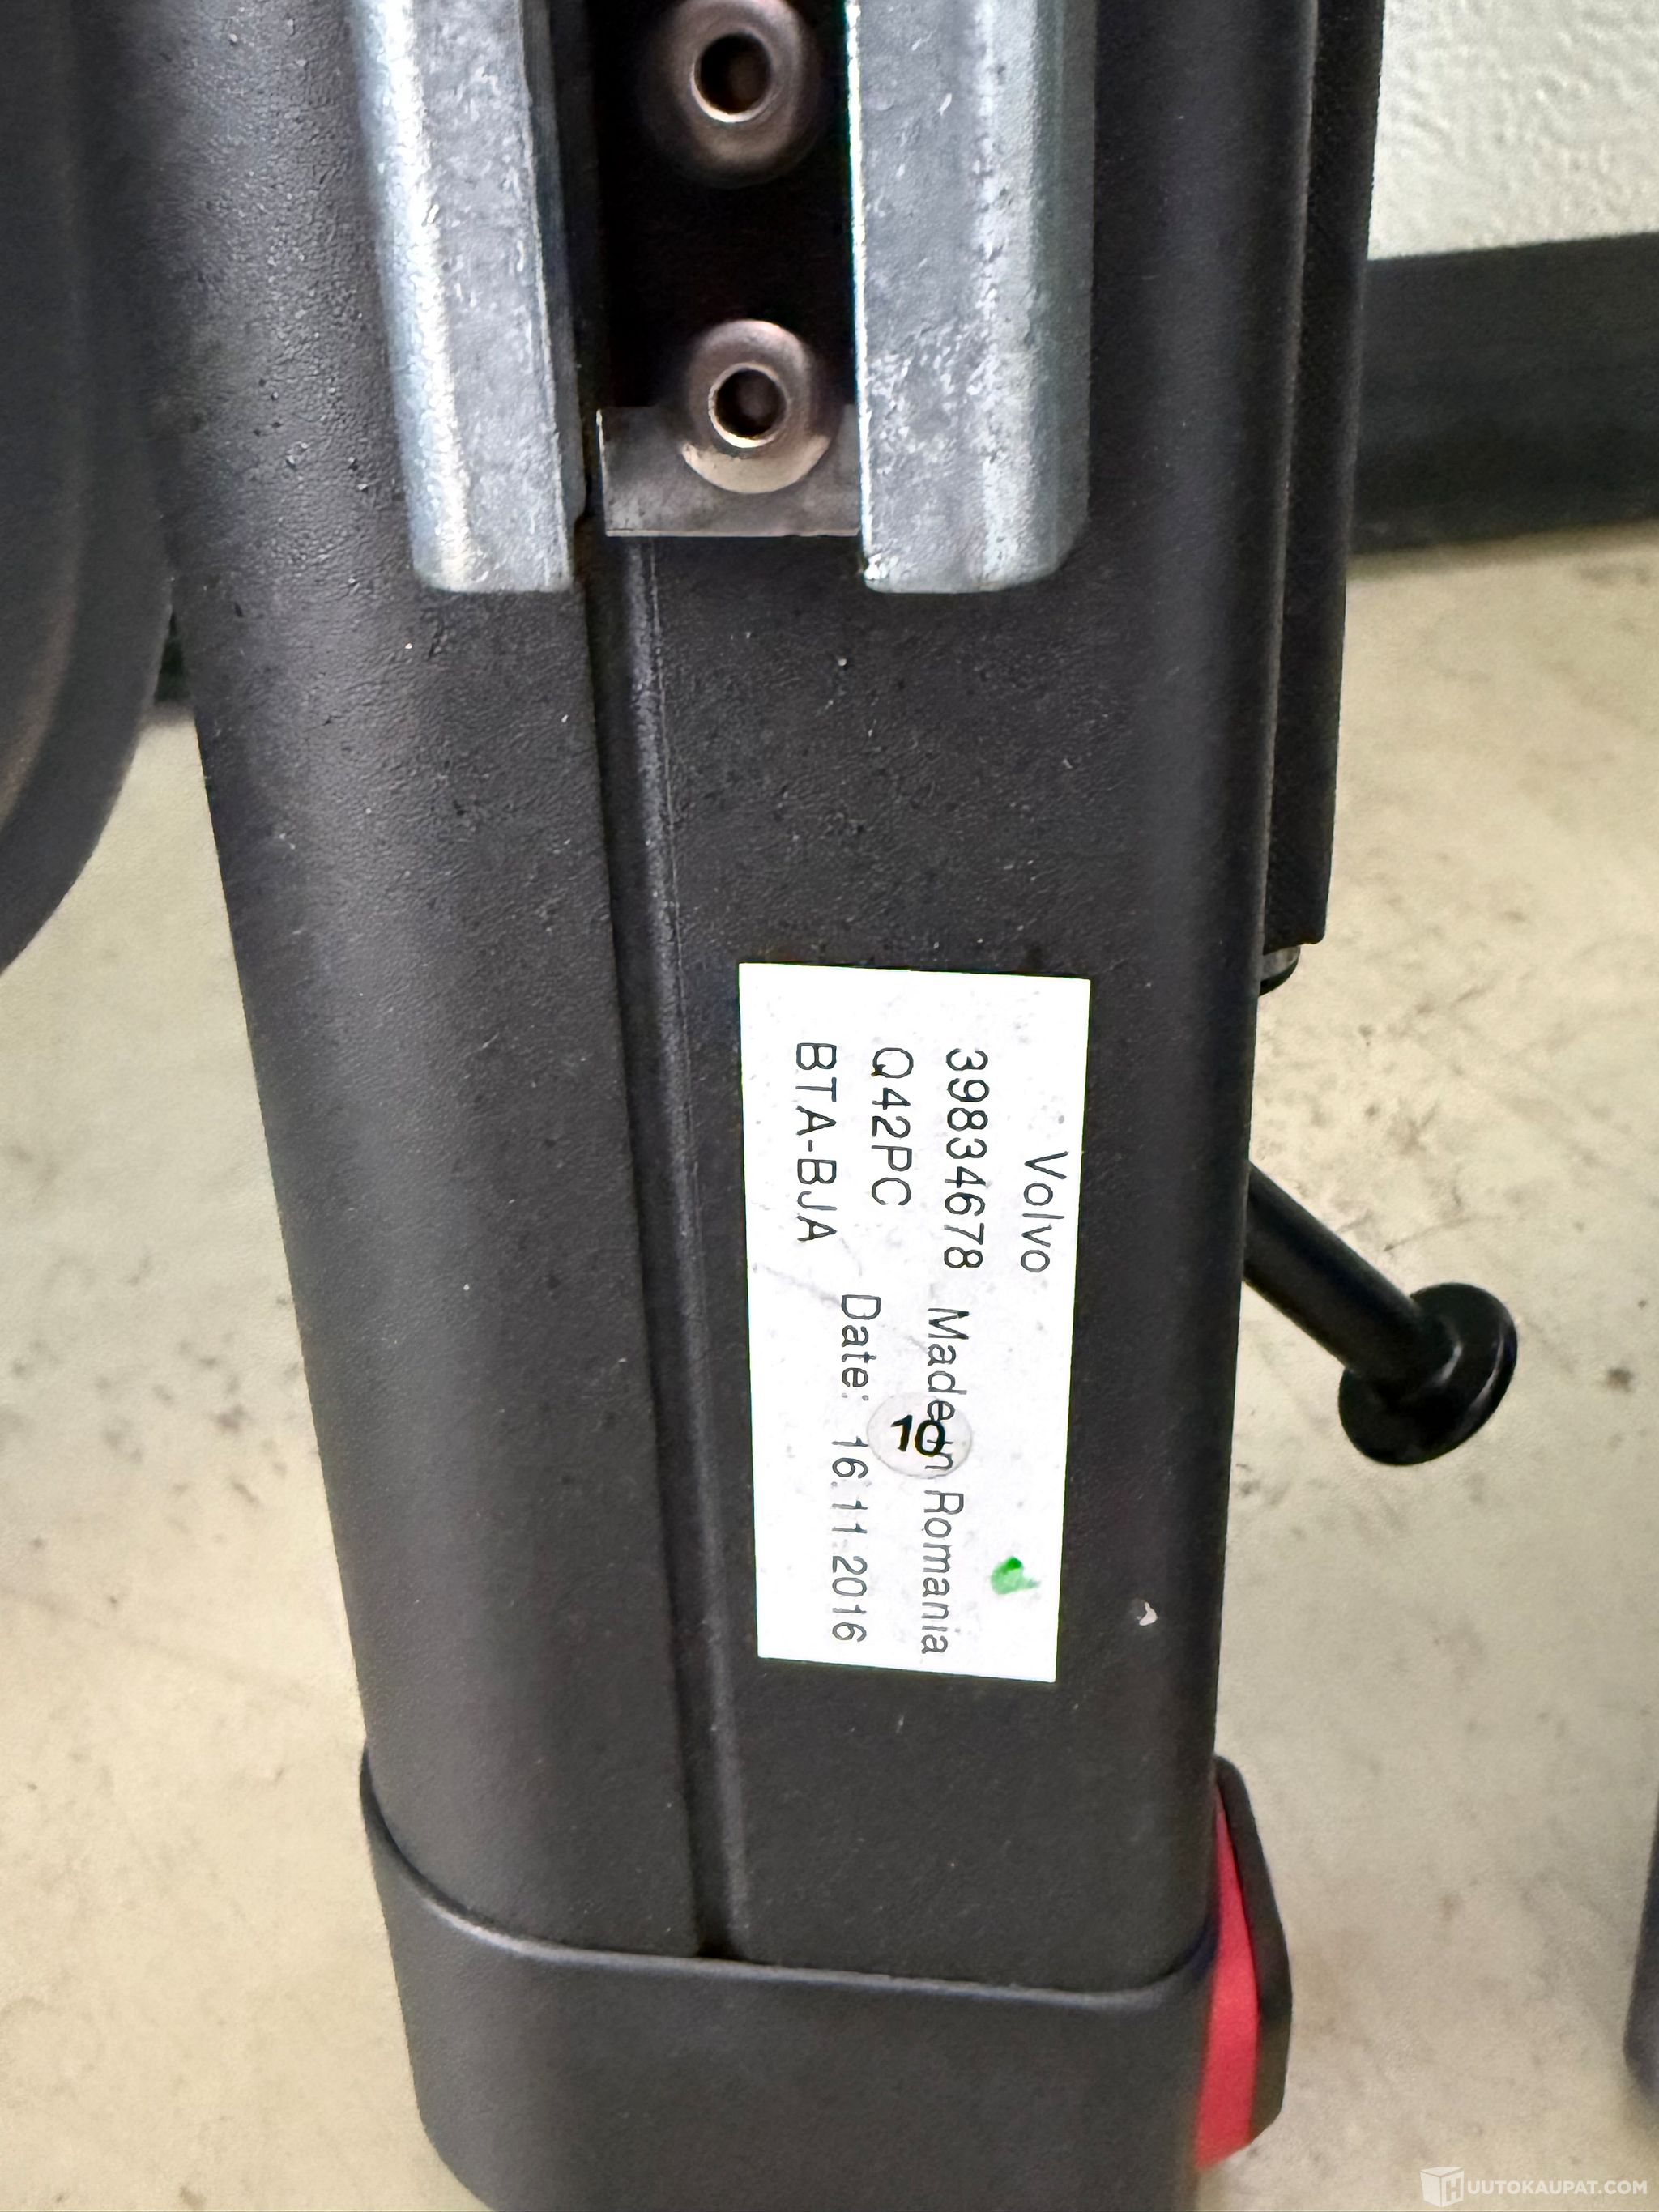 Volvo
39834678 Made in Romania
Q42PC
10
BTA-BJA Date: 16.11.2016
HUUTOKAUPAT.COM